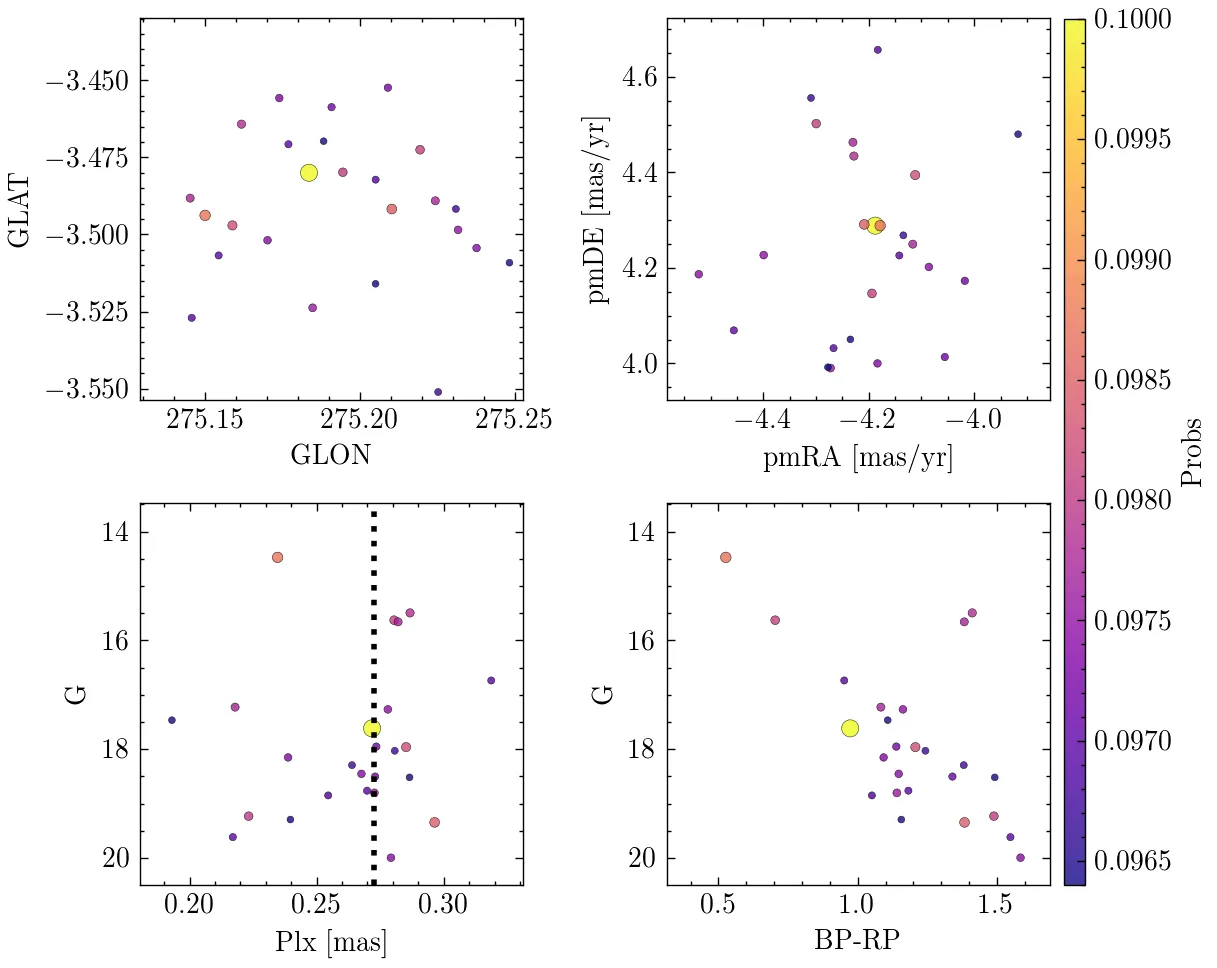 −3.450
−3.475
−3.500
−3.525
−3.550
GLAT
275.15 275.20 275.25
GLON
4.6
4.4
4.2
4.0
pmDE [mas/yr]
−4.4 −4.2 −4.0
pmRA [mas/yr]
14
16
18
20
G
0.20 0.25 0.30
Plx [mas]
14
16
18
20
G
0.5 1.0 1.5
BP-RP
0.1000
0.0995
0.0990
0.0985
0.0980
0.0975
0.0970
0.0965
Probs